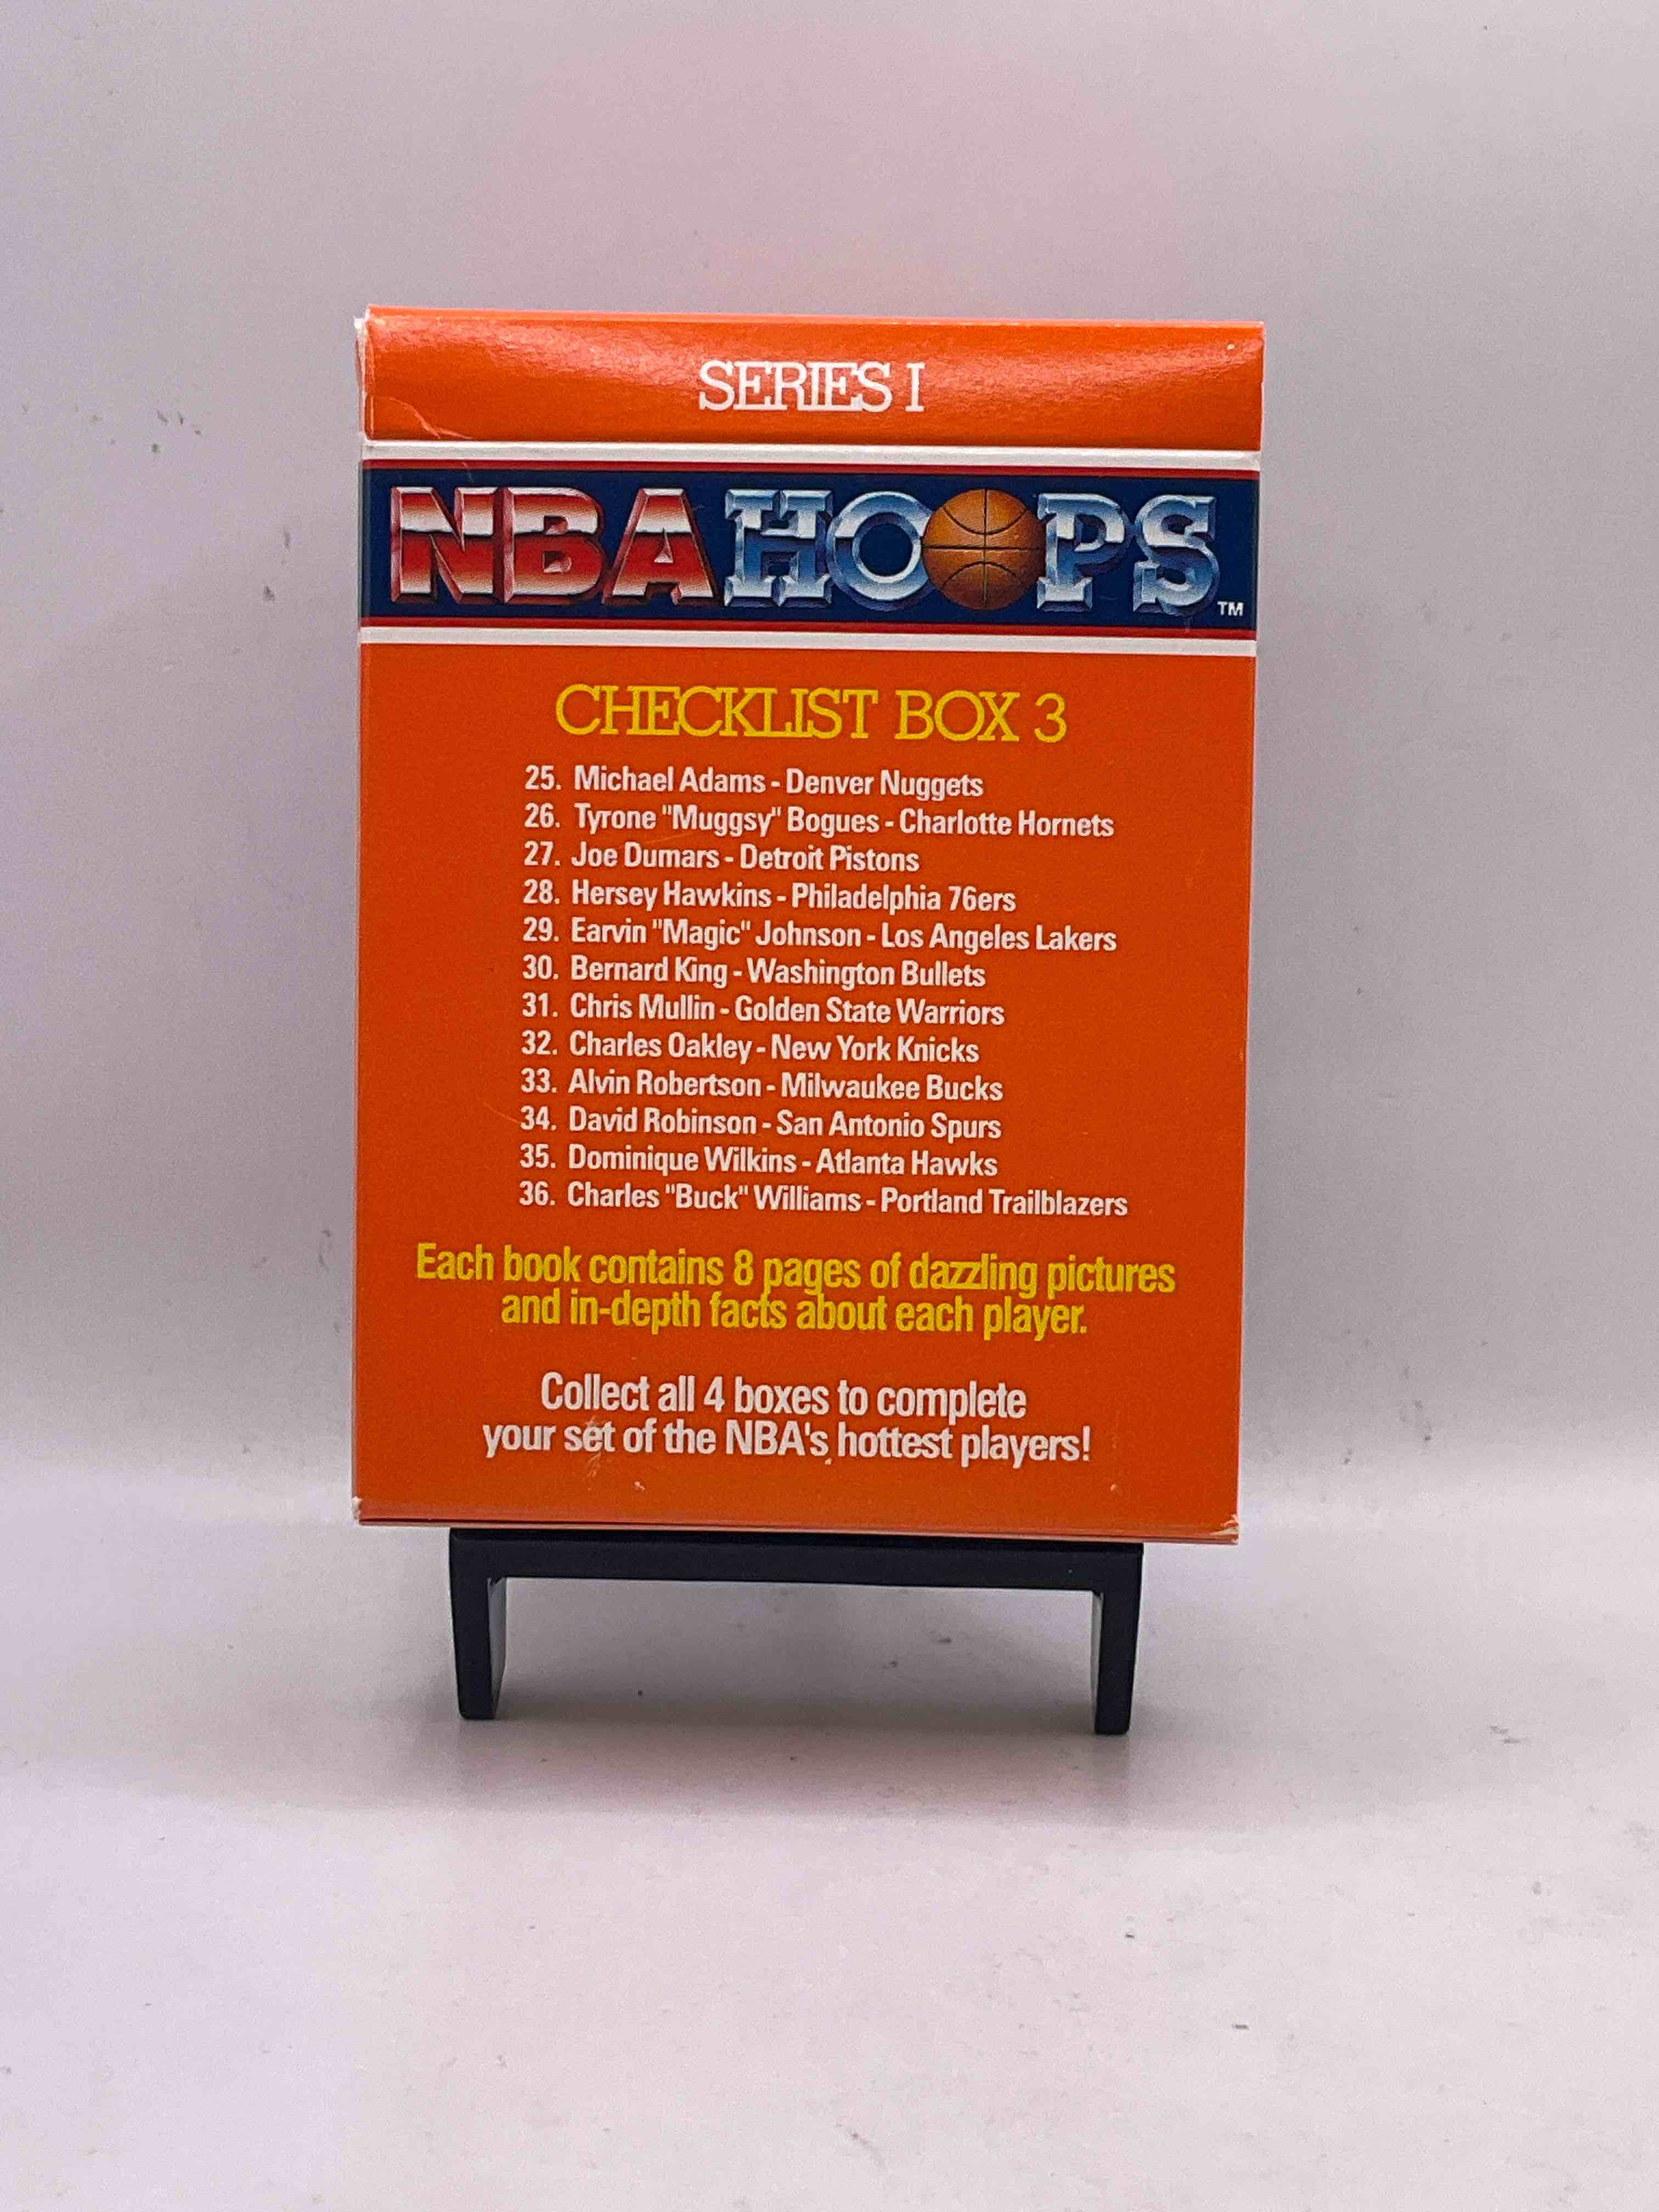 SERIES I
NBA HOOPS TM
CHECKLIST BOX 3
25. Michael Adams - Denver Nuggets
26. Tyrone "Muggsy" Bogues - Charlotte Hornets
27. Joe Dumars - Detroit Pistons
28. Hersey Hawkins - Philadelphia 76ers
29. Earvin "Magic" Johnson - Los Angeles Lakers
30. Bernard King - Washington Bullets
31. Chris Mullin - Golden State Warriors
32. Charles Oakley - New York Knicks
33. Alvin Robertson - Milwaukee Bucks
34. David Robinson - San Antonio Spurs
35. Dominique Wilkins - Atlanta Hawks
36. Charles "Buck" Williams - Portland Trailblazers
Each book contains 8 pages of dazzling pictures
and in-depth facts about each player.
Collect all 4 boxes to complete
your set of the NBA's hottest players!